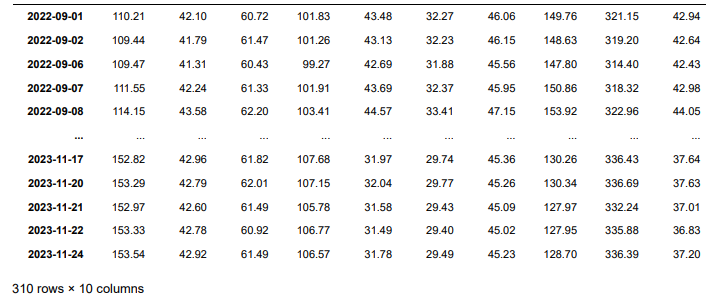 2022-09-01 110.21 42.10 60.72 101.83 43.48 32.27 46.06 149.76 321.15 42.94
2022-09-02 109.44 41.79 61.47 101.26 43.13 32.23 46.15 148.63 319.20 42.64
2022-09-06 109.47 41.31 60.43 99.27 42.69 31.88 45.56 147.80 314.40 42.43
2022-09-07 111.55 42.24 61.33 101.91 43.69 32.37 45.95 150.86 318.32 42.98
2022-09-08 114.15 43.58 62.20 103.41 44.57 33.41 47.15 153.92 322.96 44.05
... ... ... ... ... ... ... ... ... ... ...
2023-11-17 152.82 42.96 61.82 107.68 31.97 29.74 45.36 130.26 336.43 37.64
2023-11-20 153.29 42.79 62.01 107.15 32.04 29.77 45.26 130.34 336.69 37.63
2023-11-21 152.97 42.60 61.49 105.78 31.58 29.43 45.09 127.97 332.24 37.01
2023-11-22 153.33 42.78 60.92 106.77 31.49 29.40 45.02 127.95 335.88 36.83
2023-11-24 153.54 42.92 61.49 106.57 31.78 29.49 45.23 128.70 336.39 37.20
310 rows × 10 columns